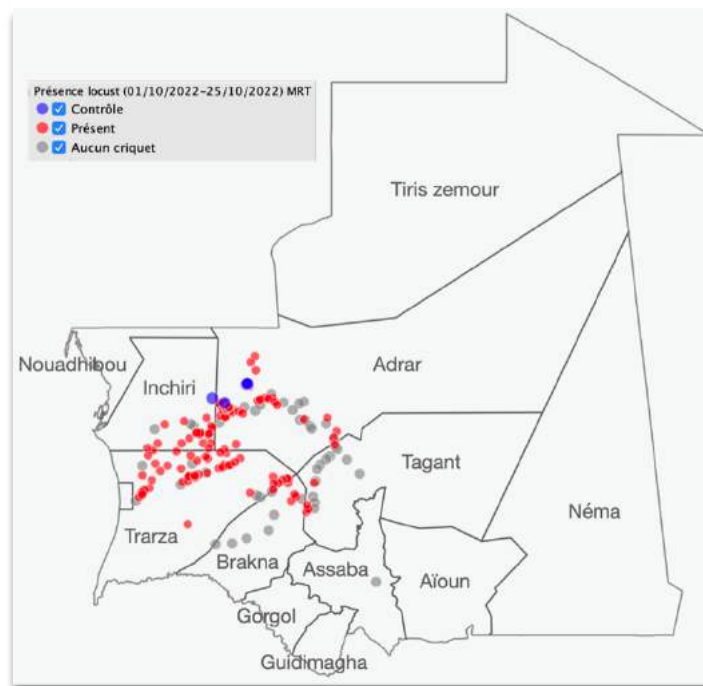 Présence locust (01/10/2022-25/10/2022) MRT
Contrôle
Présent
Aucun criquet
Tiris zemour
Nouadhibou
Inchiri
Adrar
Tagant
Néma
Trarza
Brakna
Assaba
Aïoun
Gorgol
Guidimagha